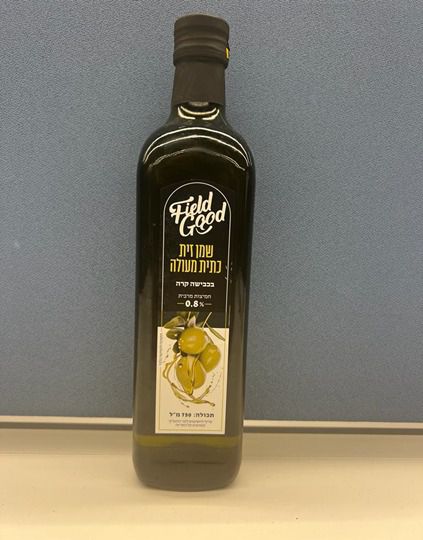 Field
Good
שמן זית
כתית מעולה
בכבישה קרה
חמיצות מרבית
0.8%
תכולה: 750 מ"ל